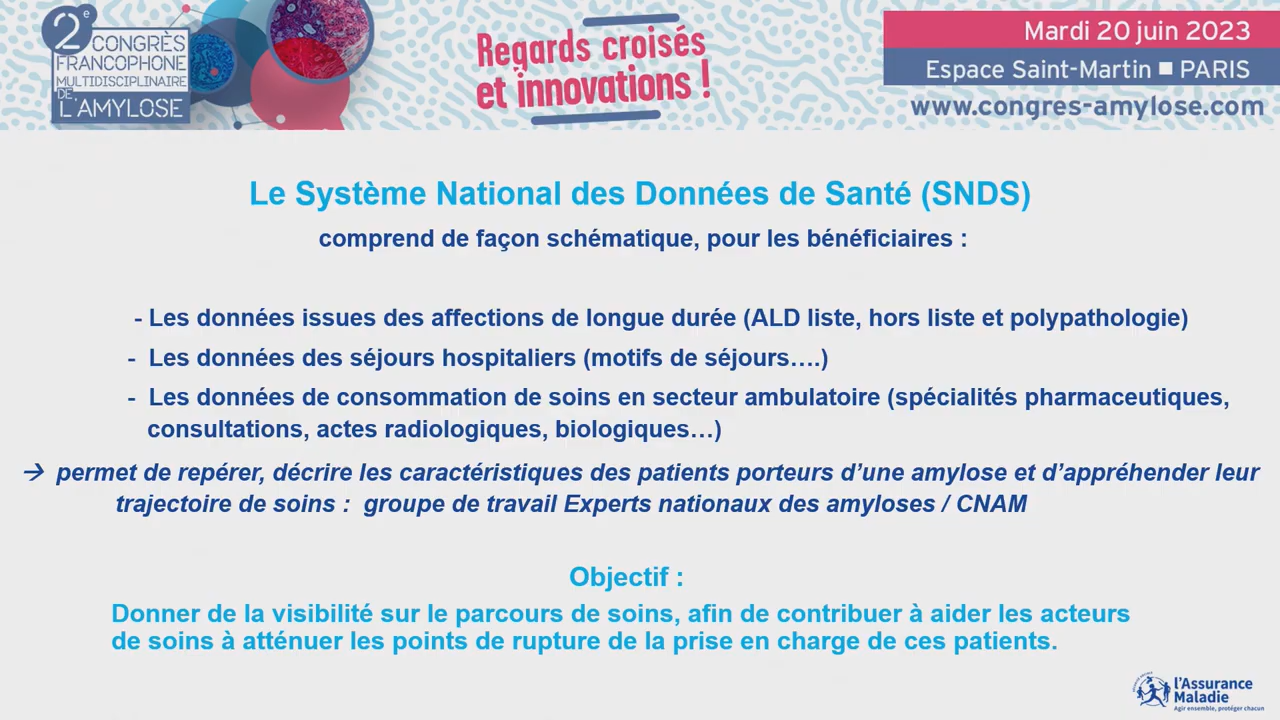 2e CONGRÈS
FRANCOPHONE
MULTIDISCIPLINAIRE
DE
L'AMYLOSE
Regards croisés
et innovations !
Mardi 20 juin 2023
Espace Saint-Martin ■ PARIS
www.congres-amylose.com
Le Système National des Données de Santé (SNDS)
comprend de façon schématique, pour les bénéficiaires :
- Les données issues des affections de longue durée (ALD liste, hors liste et polypathologie)
- Les données des séjours hospitaliers (motifs de séjours….)
- Les données de consommation de soins en secteur ambulatoire (spécialités pharmaceutiques,
consultations, actes radiologiques, biologiques…)
→ permet de repérer, décrire les caractéristiques des patients porteurs d’une amylose et d’appréhender leur
trajectoire de soins : groupe de travail Experts nationaux des amyloses / CNAM
Objectif :
Donner de la visibilité sur le parcours de soins, afin de contribuer à aider les acteurs
de soins à atténuer les points de rupture de la prise en charge de ces patients.
l'Assurance
Maladie
Agir ensemble, protéger chacun